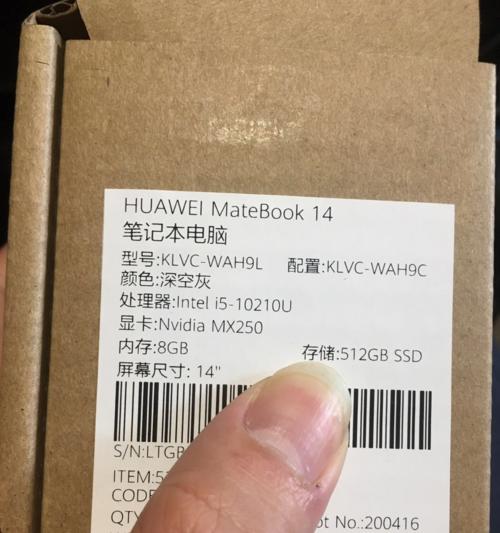 HUAWEI MateBook 14
笔记本电脑
型号:KLVC-WAH9L 配置:KLVC-WAH9C
颜色:深空灰
处理器:Intel i5-10210U
显卡:Nvidia MX250
内存:8GB 存储:512GB SSD
屏幕尺寸: 14"
S/N:LTGB
ITEM:5
CODE
QTY No.:200416